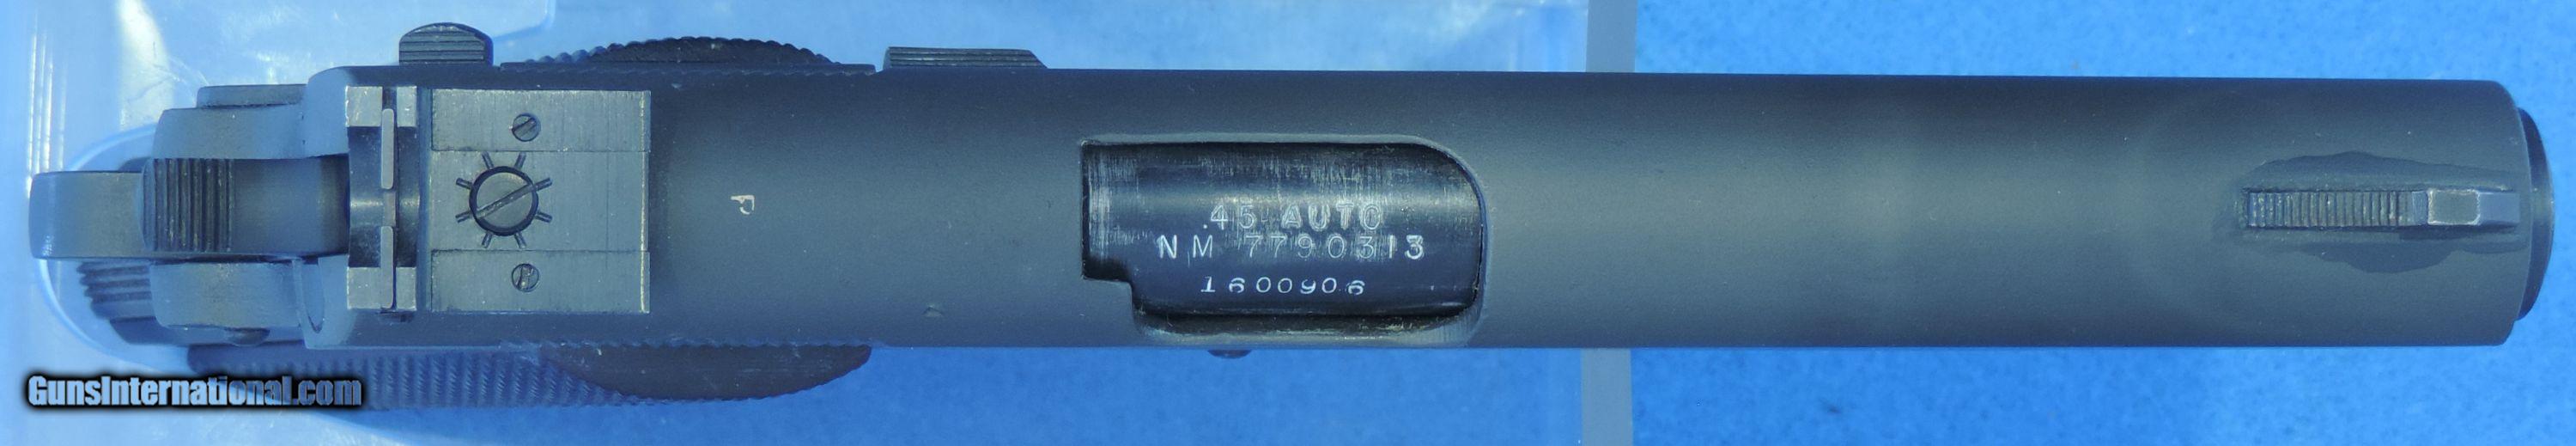 P
.45 AUTO
NM 7790313
1600906
GunsInternational.com